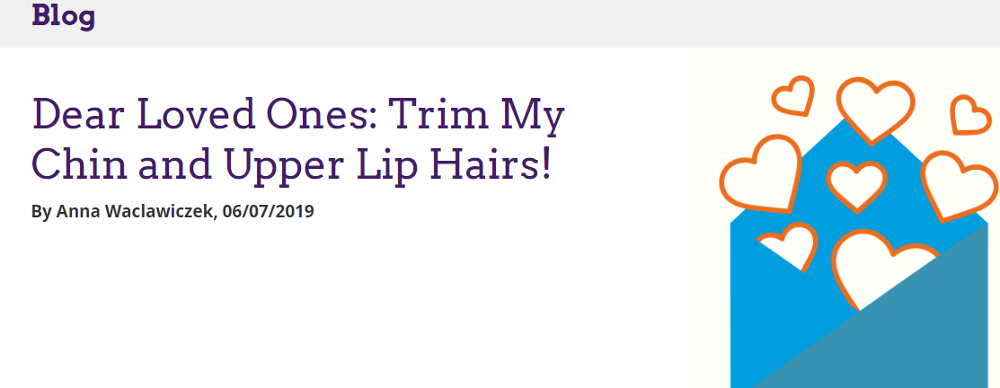 Blog
Dear Loved Ones: Trim My
Chin and Upper Lip Hairs!
By Anna Waclawiczek, 06/07/2019